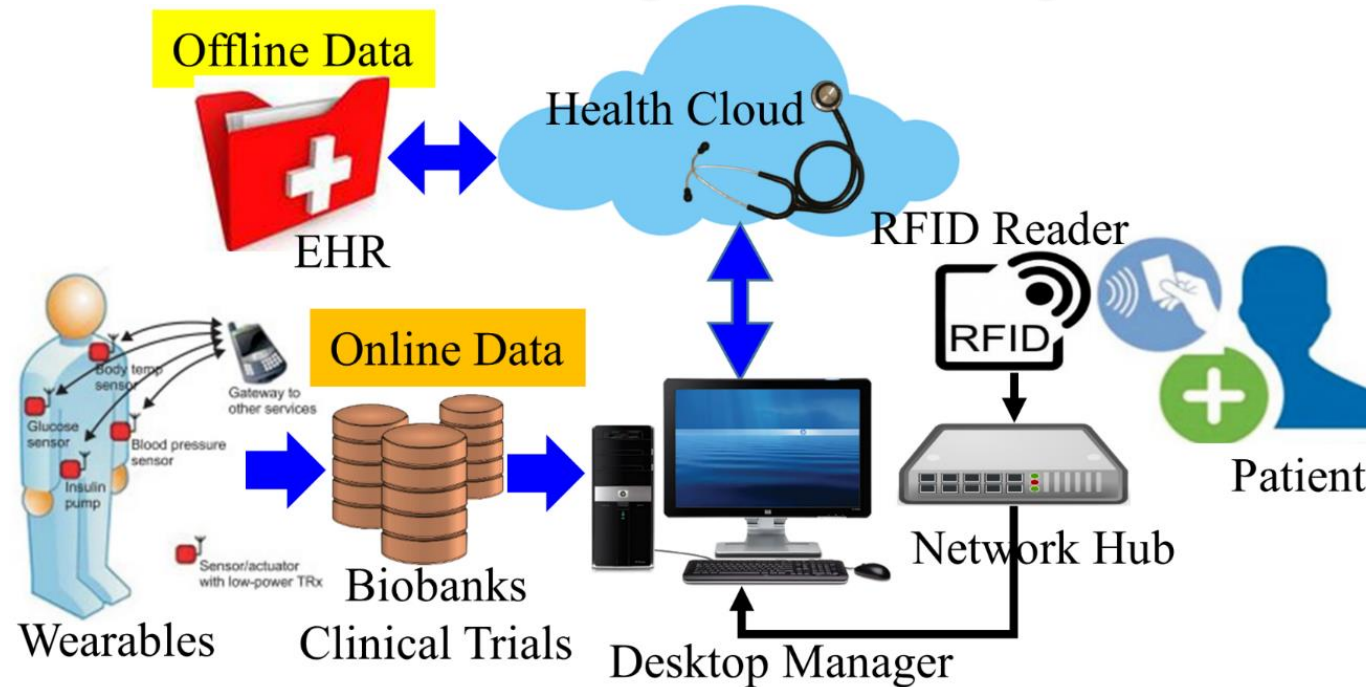 Offline Data
Health Cloud
EHR
RFID Reader
RFID
Body temp
sensor
Gateway to
other services
Glucose
sensor
Blood pressure
sensor
Insulin
pump
Sensor/actuator
with low-power TRx
Wearables
Online Data
Biobanks
Clinical Trials
Desktop Manager
Network Hub
Patient